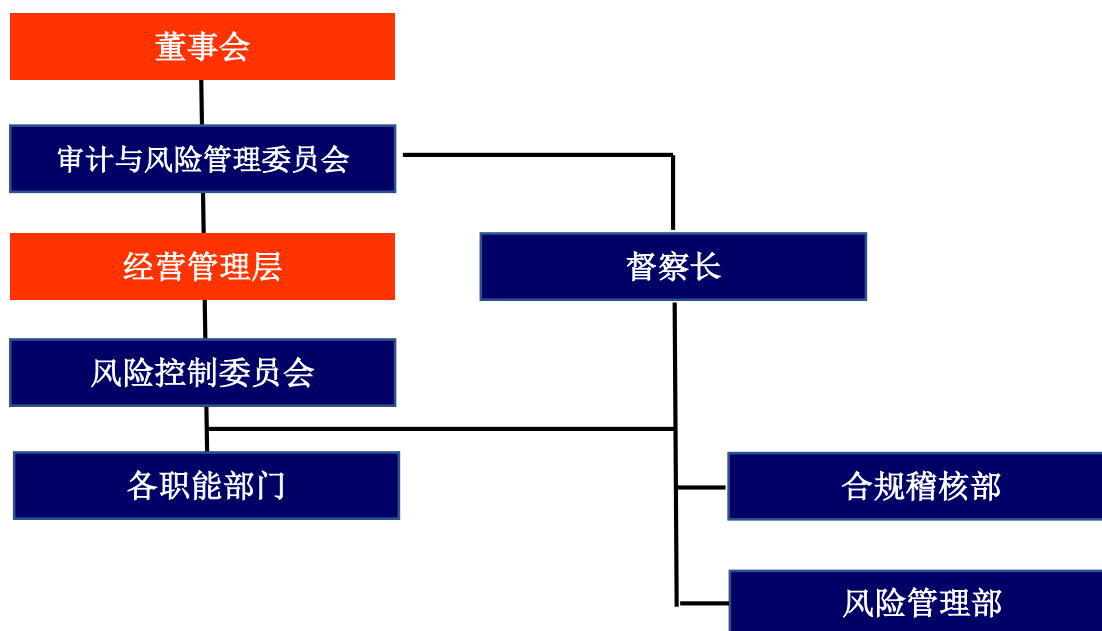 董事会
审计与风险管理委员会
经营管理层
督察长
风险控制委员会
各职能部门
合规稽核部
风险管理部